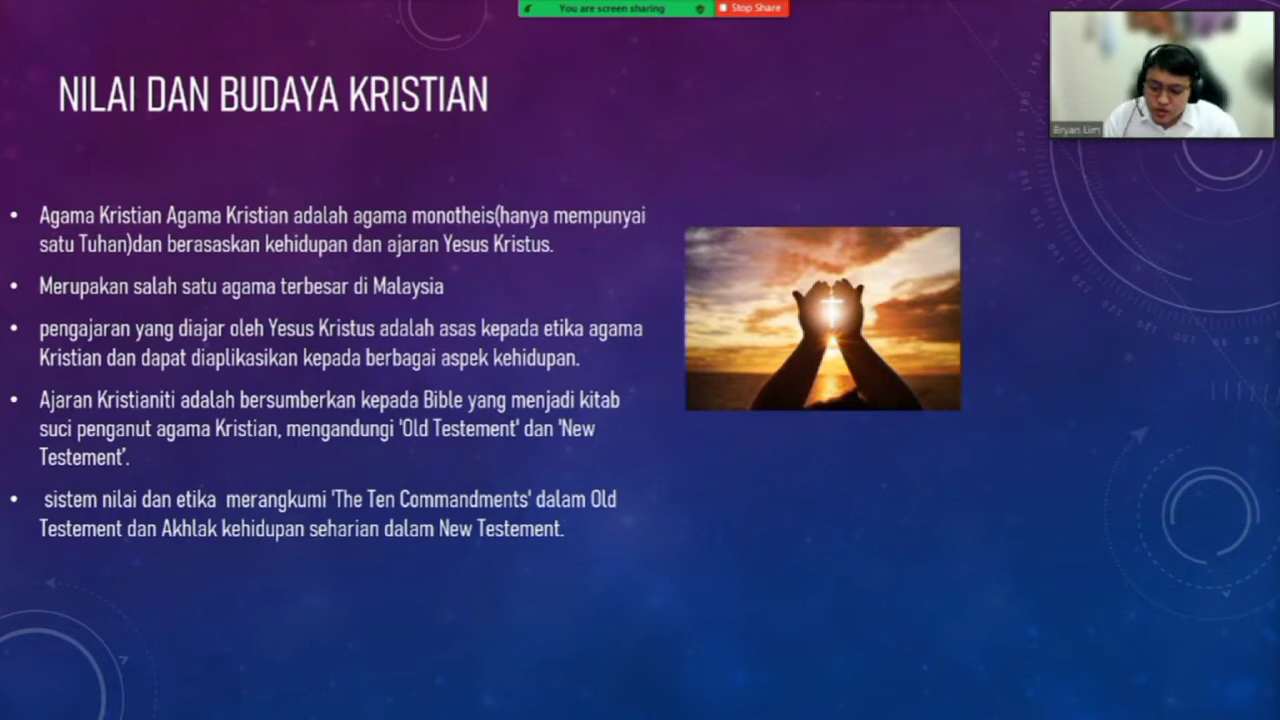 You are screen sharing
Stop Share
NILAI DAN BUDAYA KRISTIAN
Bryan Lim
• Agama Kristian Agama Kristian adalah agama monotheis(hanya mempunyai
satu Tuhan)dan berasaskan kehidupan dan ajaran Yesus Kristus.
• Merupakan salah satu agama terbesar di Malaysia
• pengajaran yang diajar oleh Yesus Kristus adalah asas kepada etika agama
Kristian dan dapat diaplikasikan kepada berbagai aspek kehidupan.
• Ajaran Kristianiti adalah bersumberkan kepada Bible yang menjadi kitab
suci penganut agama Kristian, mengandungi 'Old Testement' dan 'New
Testement'.
• sistem nilai dan etika merangkumi 'The Ten Commandments' dalam Old
Testement dan Akhlak kehidupan seharian dalam New Testement.